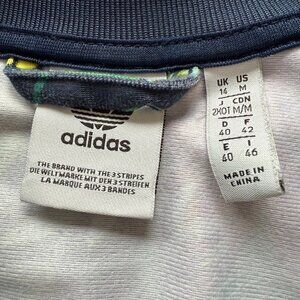 adidas
THE BRAND WITH THE 3 STRIPES
DIE WELTMARKE MIT DEN 3 STREIFEN
LA MARQUE AUX 3 BANDES
UK US
14 M
J CDN
2XOT M/M
D F
40 42
E I
40 46
MADE IN
CHINA